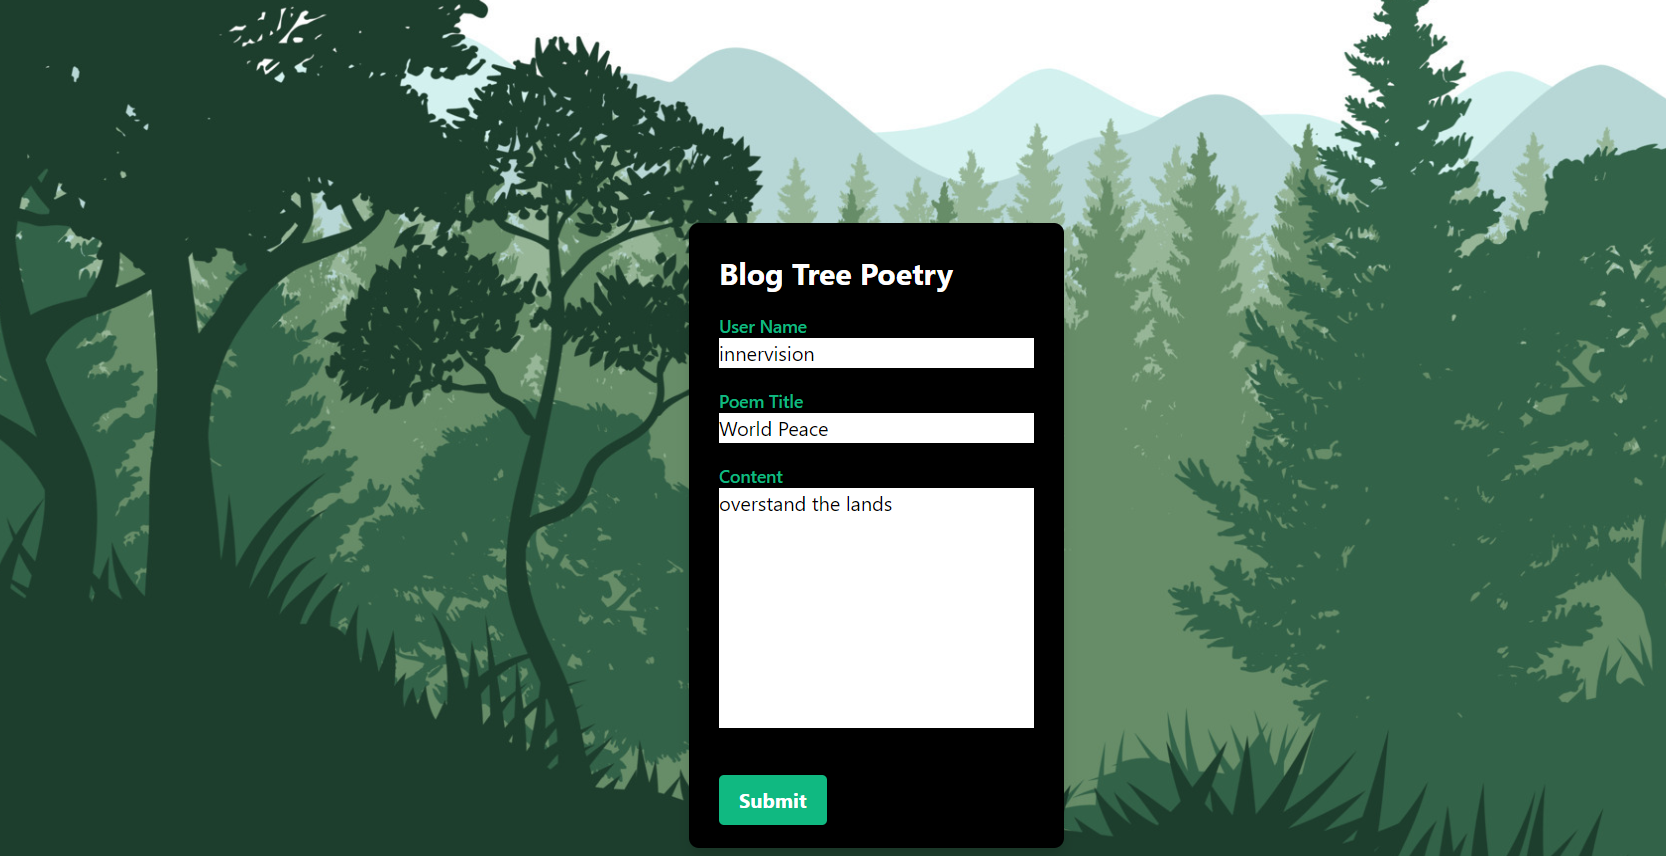 Blog Tree Poetry
User Name
innervision
Poem Title
World Peace
Content
overstand the lands
Submit